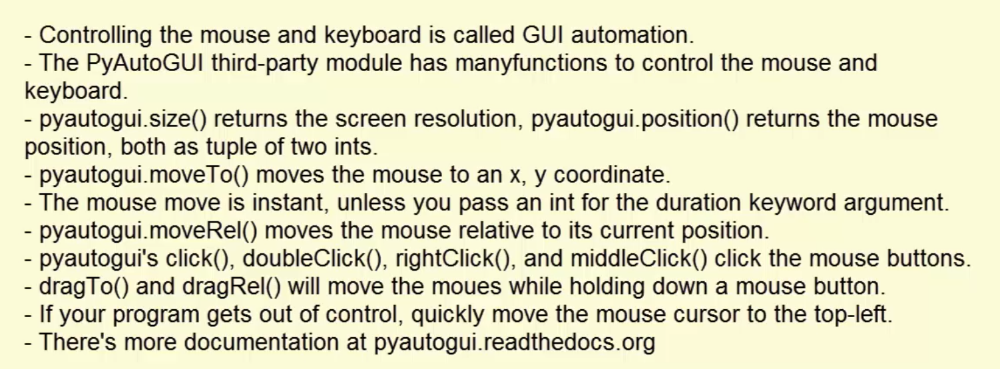 - Controlling the mouse and keyboard is called GUI automation.
- The PyAutoGUI third-party module has manyfunctions to control the mouse and
keyboard.
- pyautogui.size() returns the screen resolution, pyautogui.position() returns the mouse
position, both as tuple of two ints.
- pyautogui.moveTo() moves the mouse to an x, y coordinate.
- The mouse move is instant, unless you pass an int for the duration keyword argument.
- pyautogui.moveRel() moves the mouse relative to its current position.
- pyautogui's click(), doubleClick(), rightClick(), and middleClick() click the mouse buttons.
- dragTo() and dragRel() will move the moues while holding down a mouse button.
- If your program gets out of control, quickly move the mouse cursor to the top-left.
- There's more documentation at pyautogui.readthedocs.org